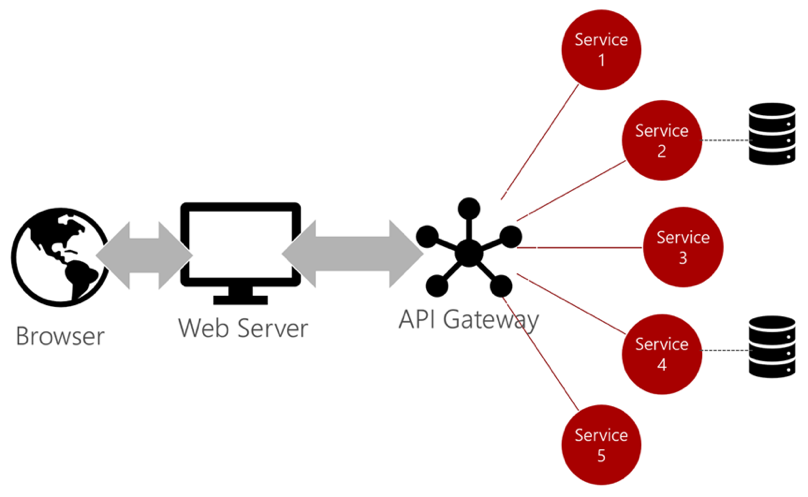 Service
1
Service
2
Service
3
Browser
Web Server
API Gateway
Service
4
Service
5